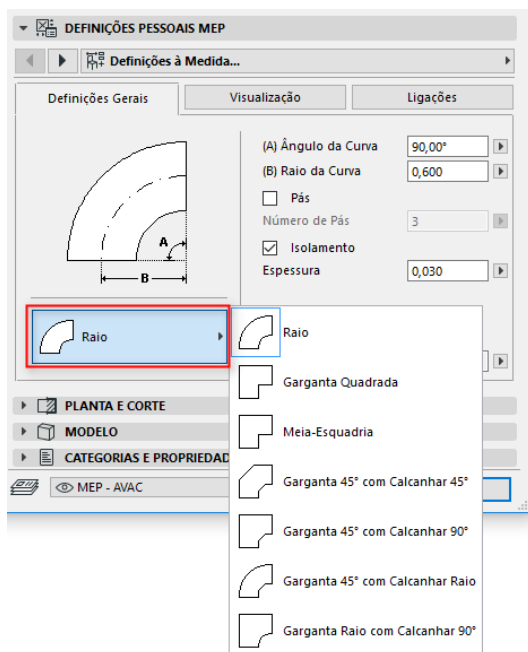 DEFINIÇÕES PESSOAIS MEP
Definições à Medida...
Definições Gerais
Visualização
Ligações
(A) Ângulo da Curva
90,00°
(B) Raio da Curva
0,600
Pás
Número de Pás
3
Isolamento
Espessura
0,030
A
B
Raio
Raio
Garganta Quadrada
Meia-Esquadria
Garganta 45° com Calcanhar 45°
Garganta 45° com Calcanhar 90°
Garganta 45° com Calcanhar Raio
Garganta Raio com Calcanhar 90°
PLANTA E CORTE
MODELO
CATEGORIAS E PROPRIEDAD
MEP - AVAC